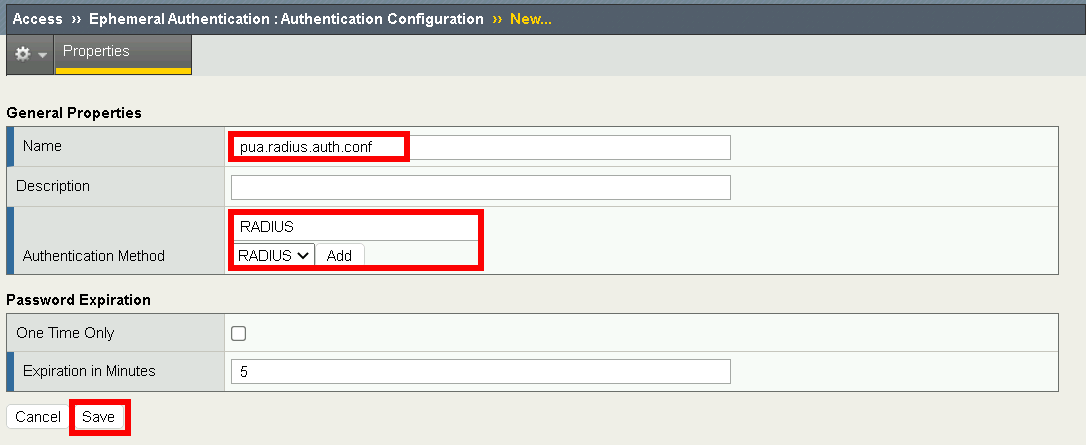 Access ›› Ephemeral Authentication : Authentication Configuration ›› New...
Properties
General Properties
Name pua.radius.auth.conf
Description
RADIUS
Authentication Method RADIUS Add
Password Expiration
One Time Only
Expiration in Minutes 5
Cancel Save